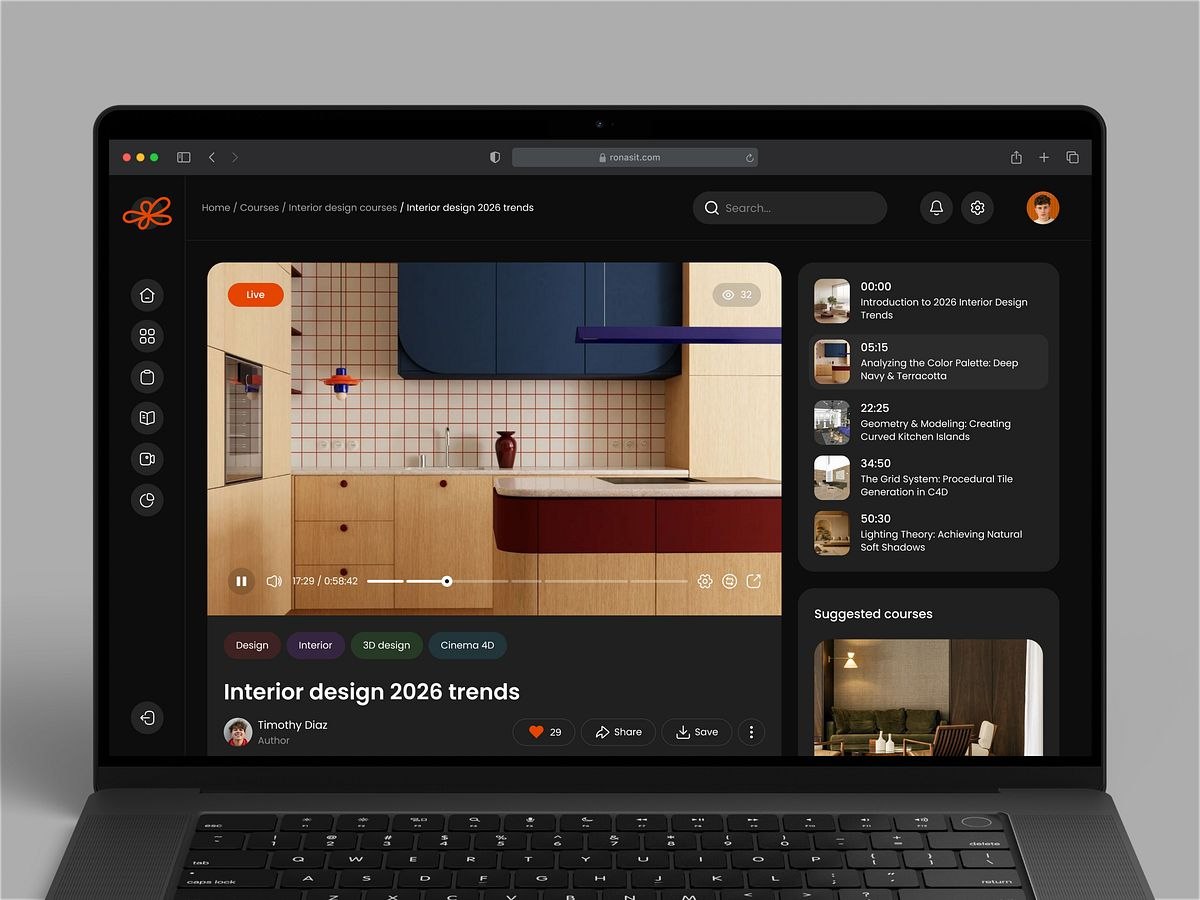 ronasit.com
Home / Courses / Interior design courses / Interior design 2026 trends
Search...
Live
32
17:29 / 0:58:42
Design
Interior
3D design
Cinema 4D
Interior design 2026 trends
Timothy Diaz
Author
29
Share
Save
00:00
Introduction to 2026 Interior Design
Trends
05:15
Analyzing the Color Palette: Deep
Navy & Terracotta
22:25
Geometry & Modeling: Creating
Curved Kitchen Islands
34:50
The Grid System: Procedural Tile
Generation in C4D
50:30
Lighting Theory: Achieving Natural
Soft Shadows
Suggested courses
esc
delete
tab
Q W E R T Y U I O P
caps lock
A S D F G H J K L
return